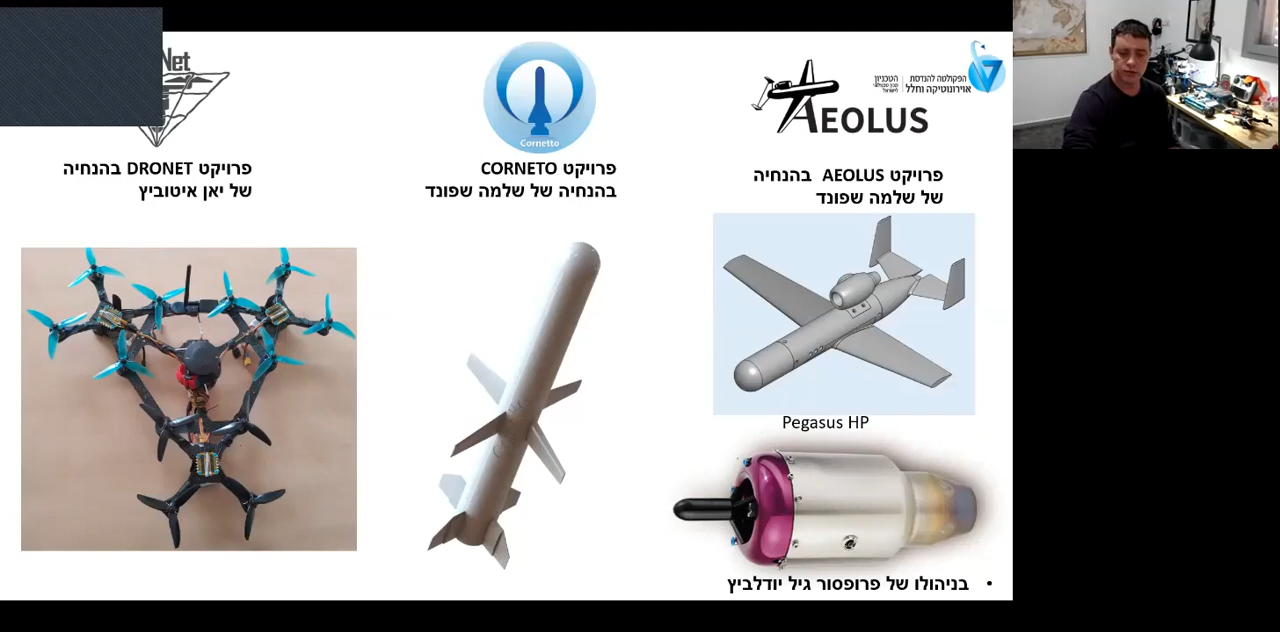 AEOLUS
הפקולטה להנדסת
אוירונוטיקה וחלל
הטכניון
פרויקט AEOLUS בהנחיה
של שלמה שפונד
Pegasus HP
• בניהולו של פרופסור גיל יודלביץ
Cornetto
פרויקט CORNETO
בהנחיה של שלמה שפונד
Net
פרויקט DRONET בהנחיה
של יאן איטוביץ